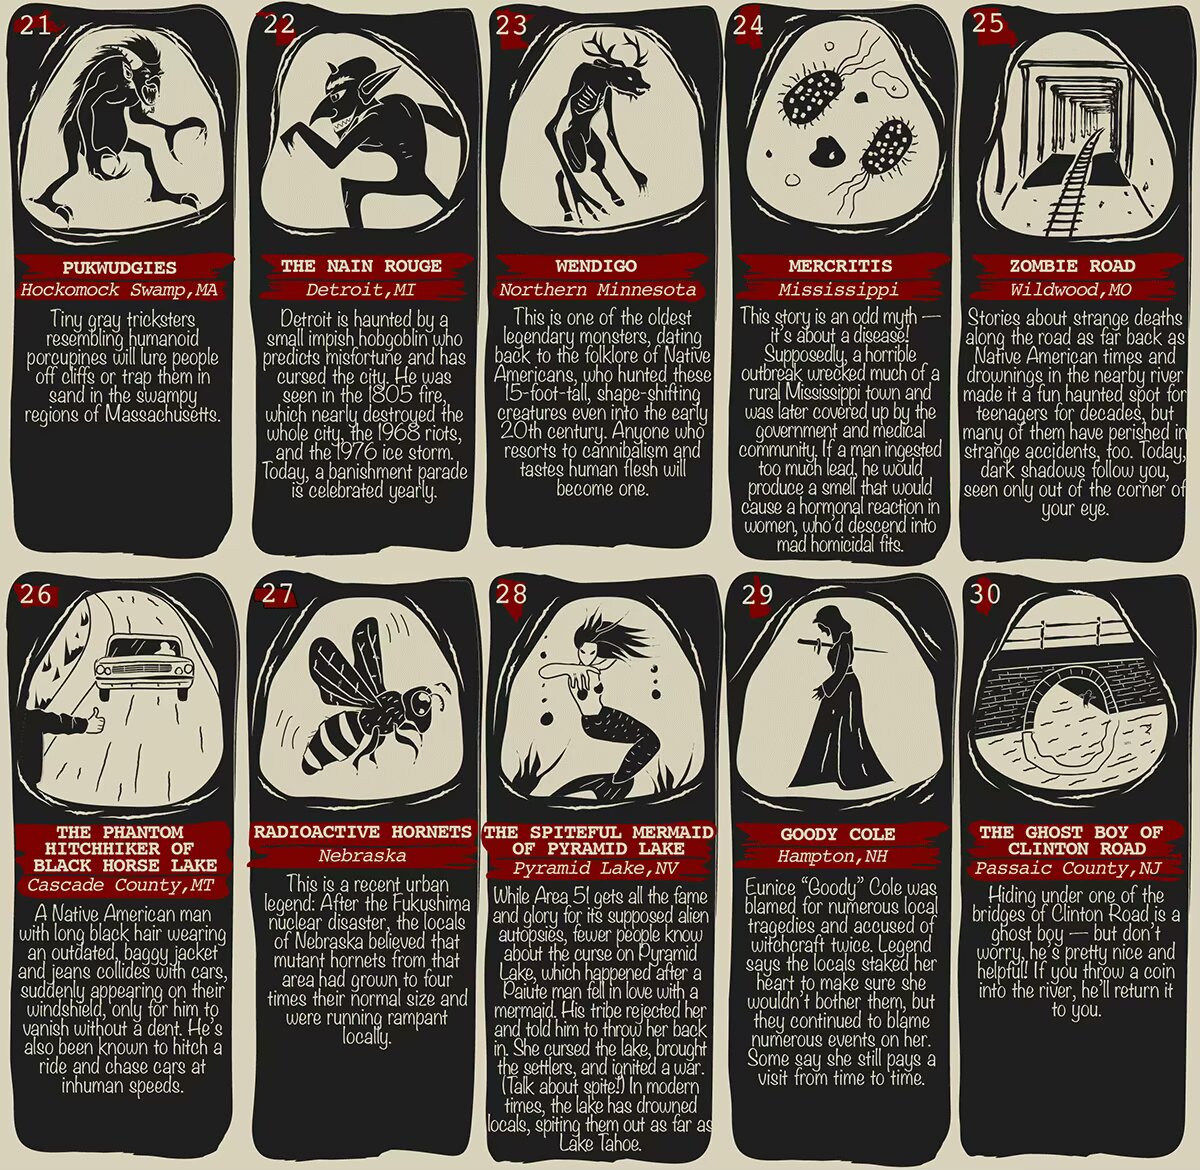 21
PUKWUDGIES
Hockomock Swamp,MA
Tiny gray tricksters
resembling humanoid
porcupines will lure people
off cliffs or trap them in
sand in the swampy
regions of Massachusetts.
22
THE NAIN ROUGE
Detroit,MI
Detroit is haunted by a
small impish hobgoblin who
predicts misfortune and has
cursed the city. He was
seen in the 1805 fire,
which nearly destroyed the
whole city, the 1968 riots,
and the 1976 ice storm.
Today, a banishment parade
is celebrated yearly.
23
WENDIGO
Northern Minnesota
This is one of the oldest
legendary monsters, dating
back to the folklore of Native
Americans, who hunted these
15-foot-tall, shape-shifting
creatures even into the early
20th century. Anyone who
resorts to cannibalism and
tastes human flesh will
become one.
24
MERCRITIS
Mississippi
This story is an odd myth —
it's about a disease!
Supposedly, a horrible
outbreak wrecked much of a
rural Mississippi town and
was later covered up by the
government and medical
community. If a man ingested
too much lead, he would
produce a smell that would
cause a hormonal reaction in
women, who'd descend into
mad homicidal fits.
25
ZOMBIE ROAD
Wildwood,MO
Stories about strange deaths
along the road as far back as
Native American times and
drownings in the nearby river
made it a fun haunted spot for
teenagers for decades, but
many of them have perished in
strange accidents, too. Today,
dark shadows follow you,
seen only out of the corner of
your eye.
26
THE PHANTOM
HITCHHIKER OF
BLACK HORSE LAKE
Cascade County,MT
A Native American man
with long black hair wearing
an outdated, baggy jacket
and jeans collides with cars,
suddenly appearing on their
windshield, only for him to
vanish without a dent. He's
also been known to hitch a
ride and chase cars at
inhuman speeds.
27
RADIOACTIVE HORNETS
Nebraska
This is a recent urban
legend: After the Fukushima
nuclear disaster, the locals
of Nebraska believed that
mutant hornets from that
area had grown to four
times their normal size and
were running rampant
locally.
28
THE SPITEFUL MERMAID
OF PYRAMID LAKE
Pyramid Lake,NV
While Area 51 gets all the fame
and glory for its supposed alien
autopsies, fewer people know
about the curse on Pyramid
Lake, which happened after a
Paiute man fell in love with a
mermaid. His tribe rejected her
and told him to throw her back
in. She cursed the lake, brought
the settlers, and ignited a war.
(Talk about spite!) In modern
times, the lake has drowned
locals, spiting them out as far as
Lake Tahoe.
29
GOODY COLE
Hampton,NH
Eunice “Goody” Cole was
blamed for numerous local
tragedies and accused of
witchcraft twice. Legend
says the locals staked her
heart to make sure she
wouldn't bother them, but
they continued to blame
numerous events on her.
Some say she still pays a
visit from time to time.
30
THE GHOST BOY OF
CLINTON ROAD
Passaic County,NJ
Hiding under one of the
bridges of Clinton Road is a
ghost boy — but don't
worry, he's pretty nice and
helpful! If you throw a coin
into the river, he'll return it
to you.